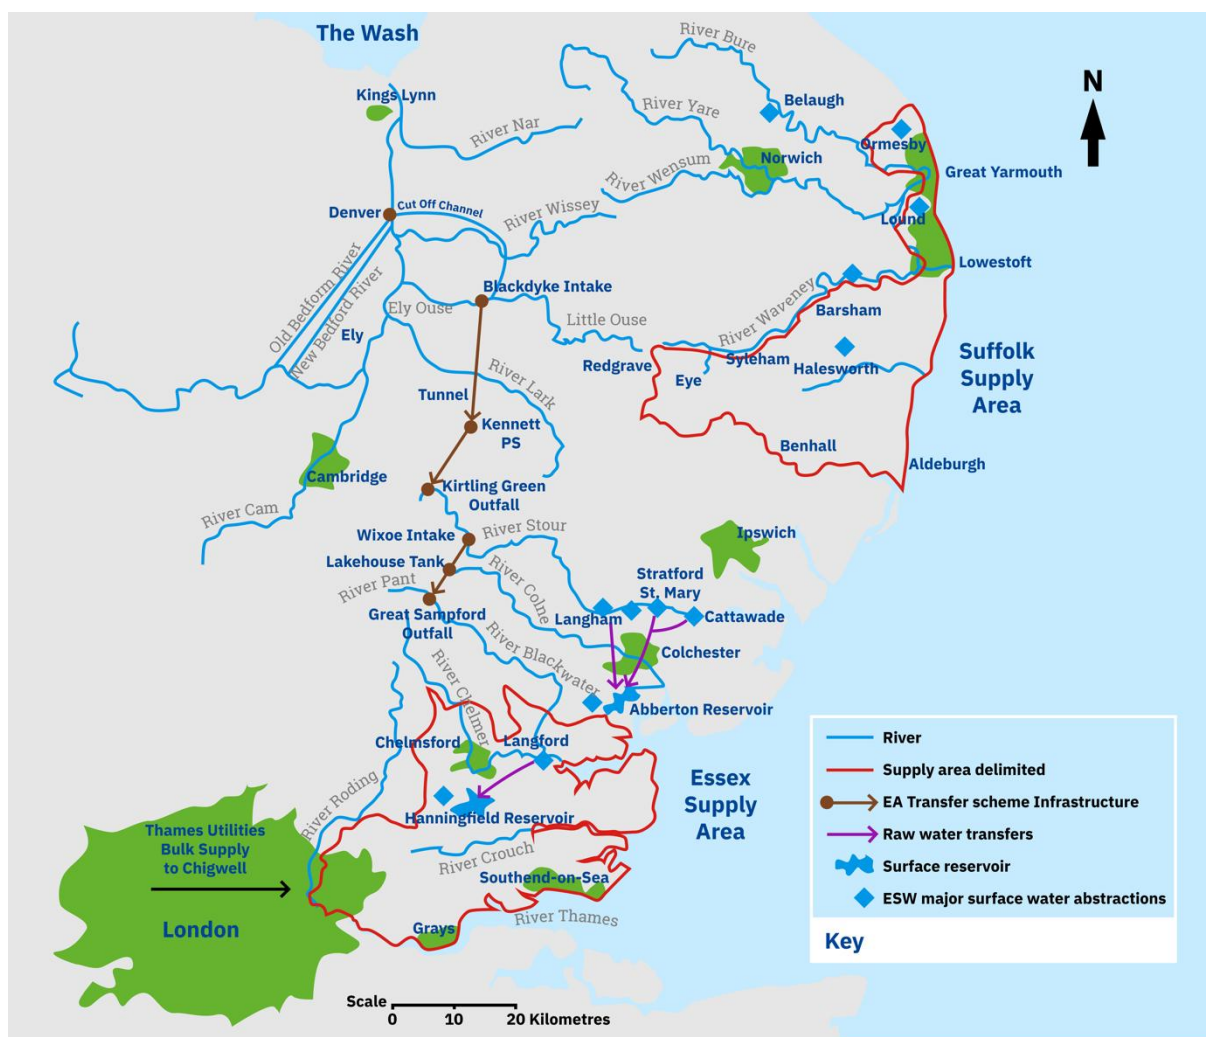 The Wash
River Bure
Kings Lynn
River Yare
Belaugh
N
River Nar
Ormesby
Norwich
Great Yarmouth
River Wensum
Denver
Cut Off Channel
River Wissey
Lound
Lowestoft
Old Bedform River
New Bedford River
Blackdyke Intake
Ely Ouse
Little Ouse
River Waveney
Barsham
Ely
Redgrave
Syleham
Eye
Halesworth
Suffolk
Supply
Area
Tunnel
River Lark
Kennett
PS
Benhall
Aldeburgh
Cambridge
Kirtling Green
Outfall
River Cam
Wixoe Intake
River Stour
Ipswich
Lakehouse Tank
River Pant
River Colne
Stratford
St. Mary
Great Sampford
Outfall
Langham
Cattawade
River Blackwater
Colchester
River Chelmer
Abberton Reservoir
Chelmsford
Langford
River Roding
Essex
Supply
Area
Hanningfield Reservoir
Thames Utilities
Bulk Supply
to Chigwell
River Crouch
Southend-on-Sea
London
Grays
River Thames
Scale
0 10 20 Kilometres
River
Supply area delimited
EA Transfer scheme Infrastructure
Raw water transfers
Surface reservoir
ESW major surface water abstractions
Key